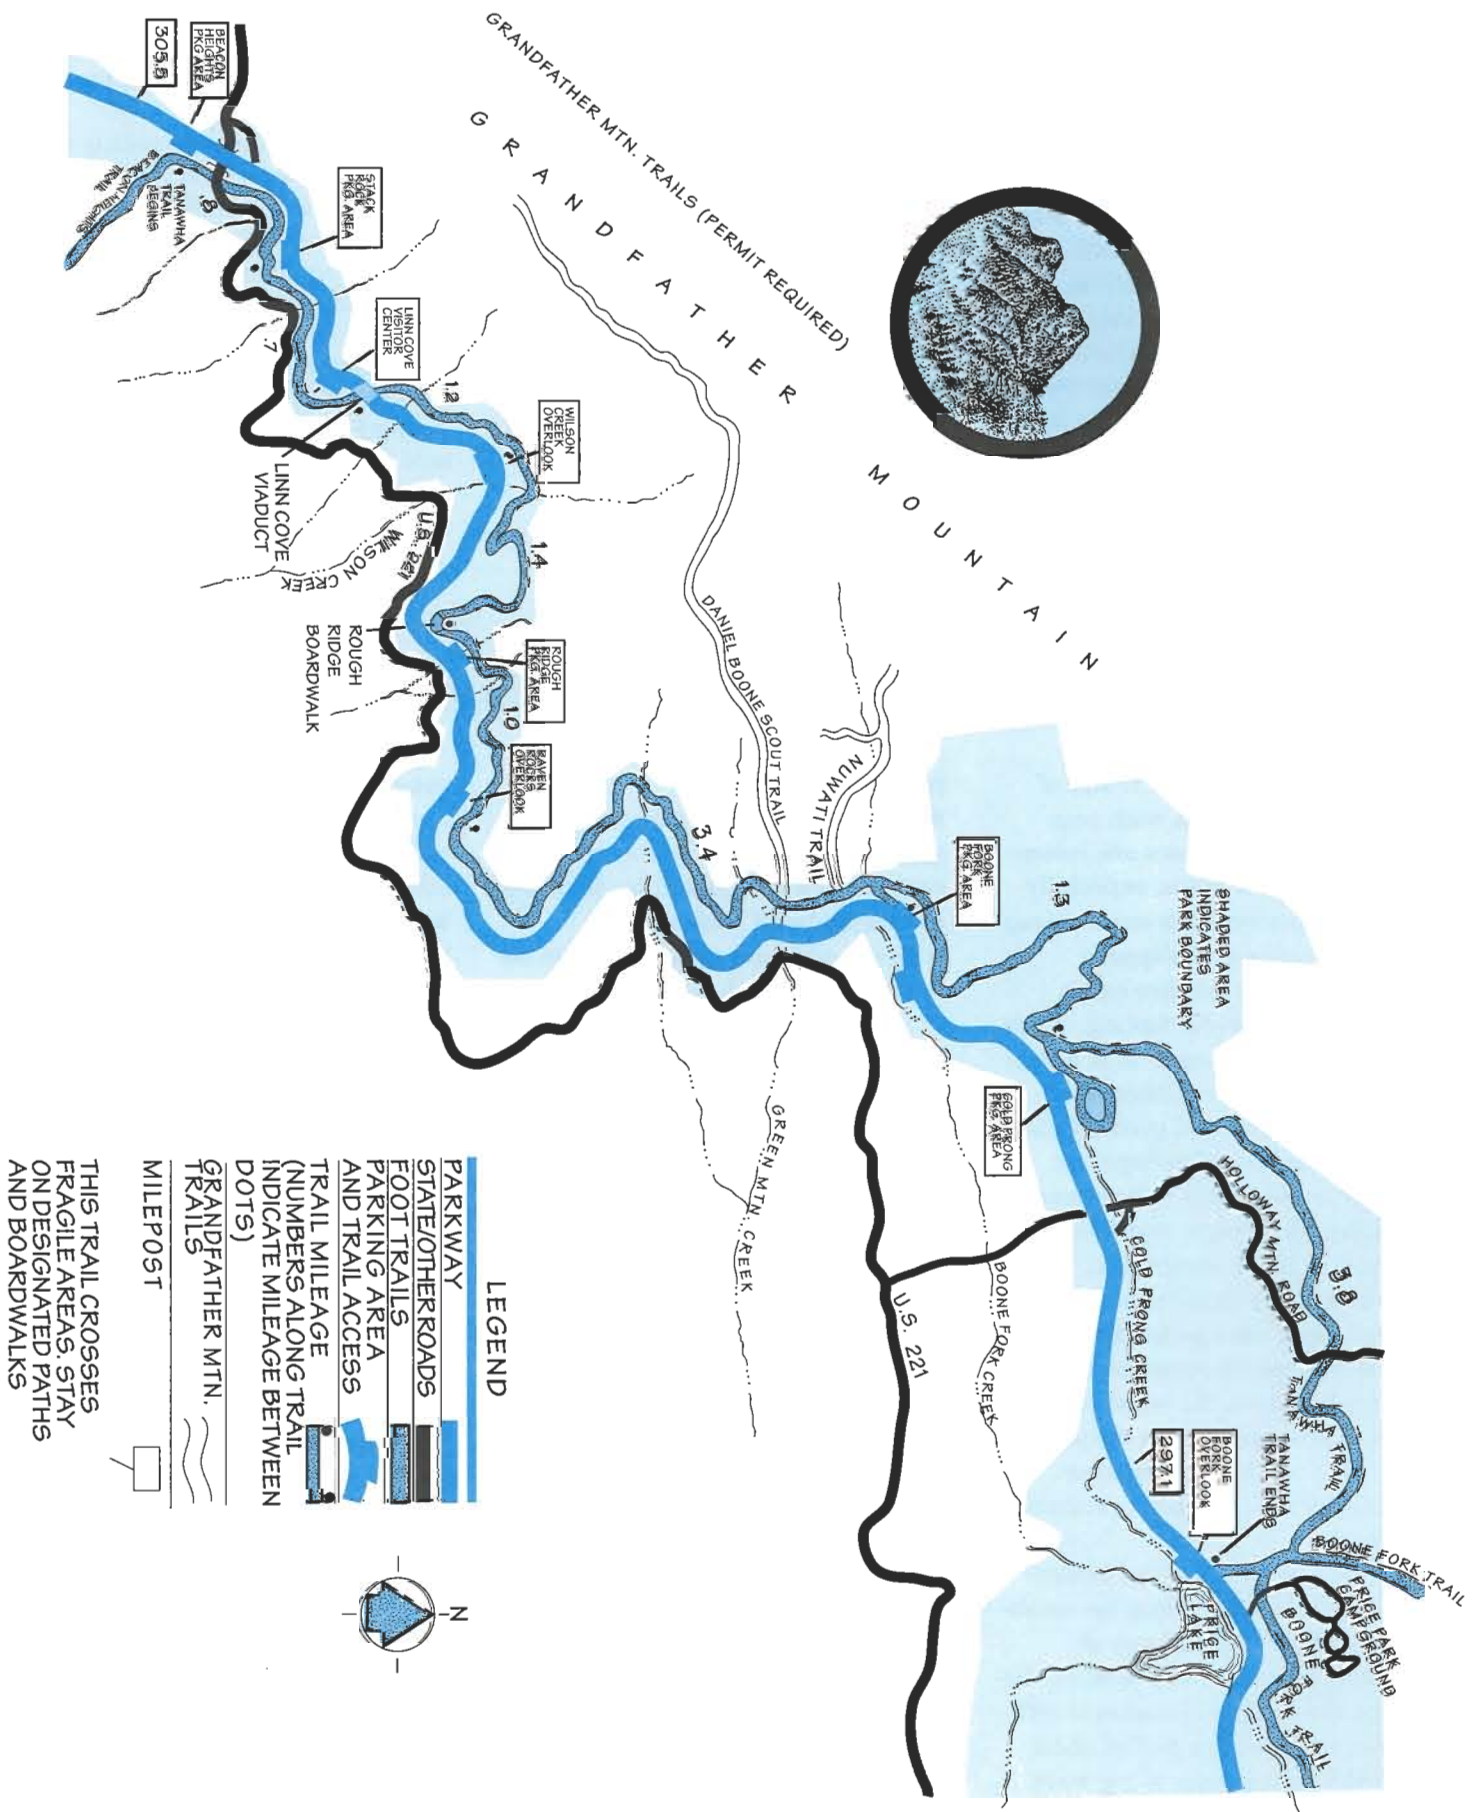 BEACON
HEIGHTS
PKG AREA
305.5
GRANDFATHER MTN. TRAILS (PERMIT REQUIRED)
GRANDFATHER MOUNTAIN
BEACON HEIGHTS
TRAIL
TANAWHA
TRAIL
BEGINS
.8
STACK
ROCK
PKG. AREA
.7
LINN COVE
VISITOR
CENTER
LINN COVE
VIADUCT
1.2
WILSON
CREEK
OVERLOOK
U.S. 221
WILSON CREEK
1.4
ROUGH
RIDGE
BOARDWALK
ROUGH
RIDGE
PKG. AREA
1.0
RAVEN
ROCKS
OVERLOOK
DANIEL BOONE SCOUT TRAIL
NUWATI TRAIL
3.4
BOONE
FORK
PKG. AREA
1.3
SHADED AREA
INDICATES
PARK BOUNDARY
COLD PRONG
PKG. AREA
GREEN MTN. CREEK
HOLLOWAY MTN. ROAD
3.8
COLD PRONG CREEK
BOONE FORK CREEK
U.S. 221
TANAWHA TRAIL
297.1
BOONE
FORK
OVERLOOK
TANAWHA
TRAIL ENDS
BOONE FORK TRAIL
PRICE PARK
CAMPGROUND
PRICE
LAKE
BOONE FORK TRAIL
LEGEND
PARKWAY
STATE/OTHER ROADS
FOOT TRAILS
PARKING AREA
AND TRAIL ACCESS
TRAIL MILEAGE
(NUMBERS ALONG TRAIL
INDICATE MILEAGE BETWEEN
DOTS)
GRANDFATHER MTN.
TRAILS
MILEPOST
THIS TRAIL CROSSES
FRAGILE AREAS. STAY
ON DESIGNATED PATHS
AND BOARDWALKS
N